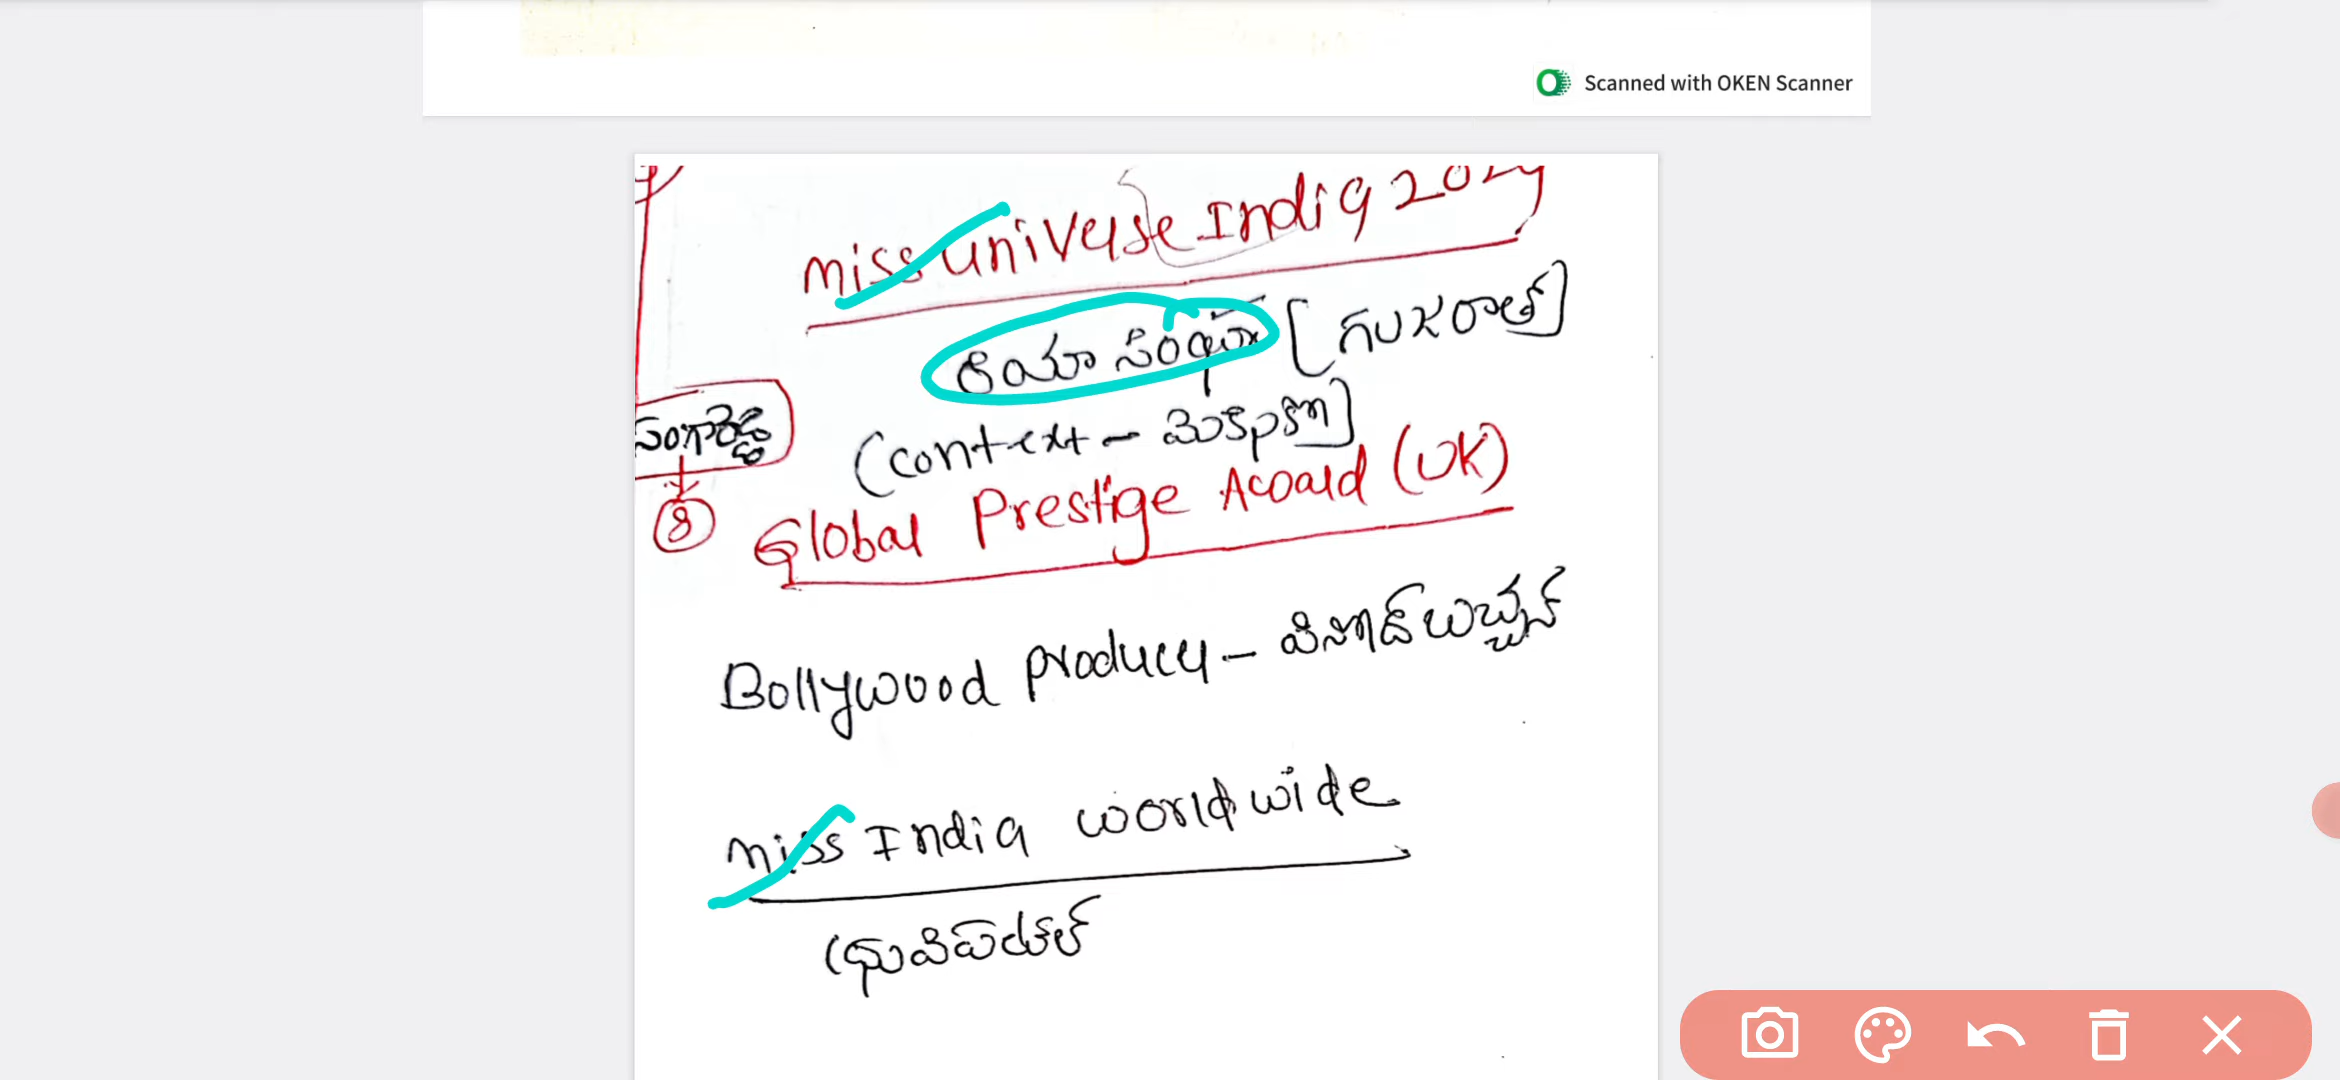 Scanned with OKEN Scanner
Miss Universe India 2024
రియా సింఘా [గుజరాత్]
(Context - మెక్సికో]
సంగారెడ్డి
8
Global Prestige Award (UK)
Bollywood Producer - వినోద్ బచ్చన్
Miss India worldwide
(ధ్రువి పటేల్